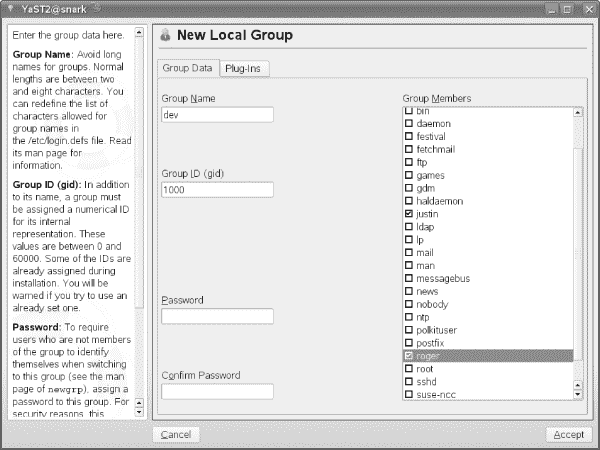 YaST2@snark
Enter the group data here.
Group Name: Avoid long
names for groups. Normal
lengths are between two
and eight characters. You
can redefine the list of
characters allowed for
group names in
the /etc/login.defs file. Read
its man page for
information.
Group ID (gid): In addition
to its name, a group must
be assigned a numerical ID
for its internal
representation. These
values are between 0 and
60000. Some of the IDs are
already assigned during
installation. You will be
warned if you try to use an
already set one.
Password: To require
users who are not members
of the group to identify
themselves when switching
to this group (see the man
page of newgrp), assign a
password to this group. For
security reasons, this
New Local Group
Group Data
Plug-Ins
Group Name
dev
Group ID (gid)
1000
Password
Confirm Password
Group Members
bin
daemon
festival
fetchmail
ftp
games
gdm
haldaemon
justin
ldap
lp
mail
man
messagebus
news
nobody
ntp
polkituser
postfix
roger
root
sshd
suse-ncc
Cancel
Accept